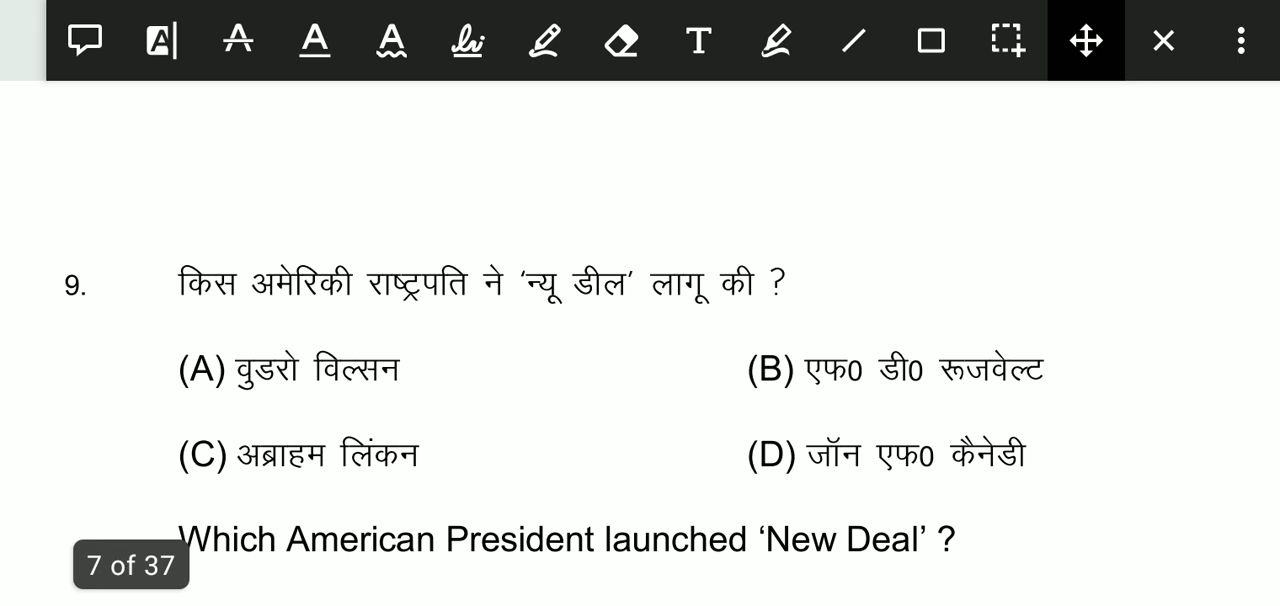 9. किस अमेरिकी राष्ट्रपति ने ‘न्यू डील’ लागू की ?
(A) वुडरो विल्सन (B) एफ0 डी0 रूजवेल्ट
(C) अब्राहम लिंकन (D) जॉन एफ0 कैनेडी
Which American President launched ‘New Deal’ ?
7 of 37